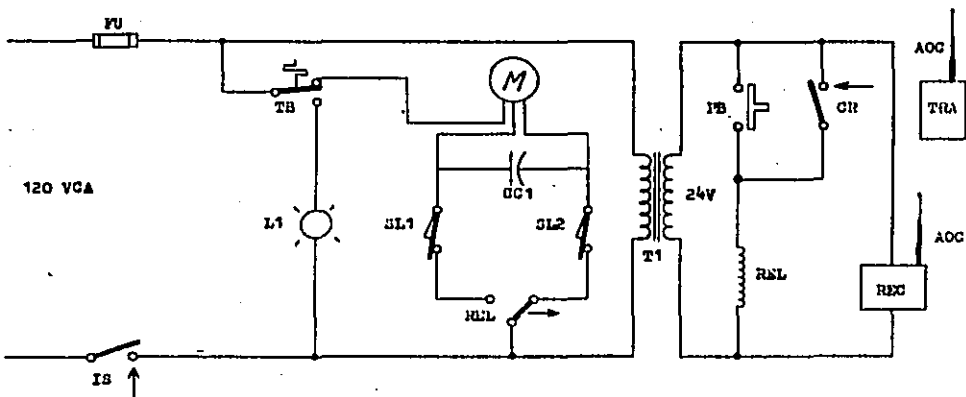 FU
AOC
M
TB
PB
CR
TRA
120 VCA
CC1
24V
L1
SL1
SL2
T1
AOC
REL
REL
REC
IS